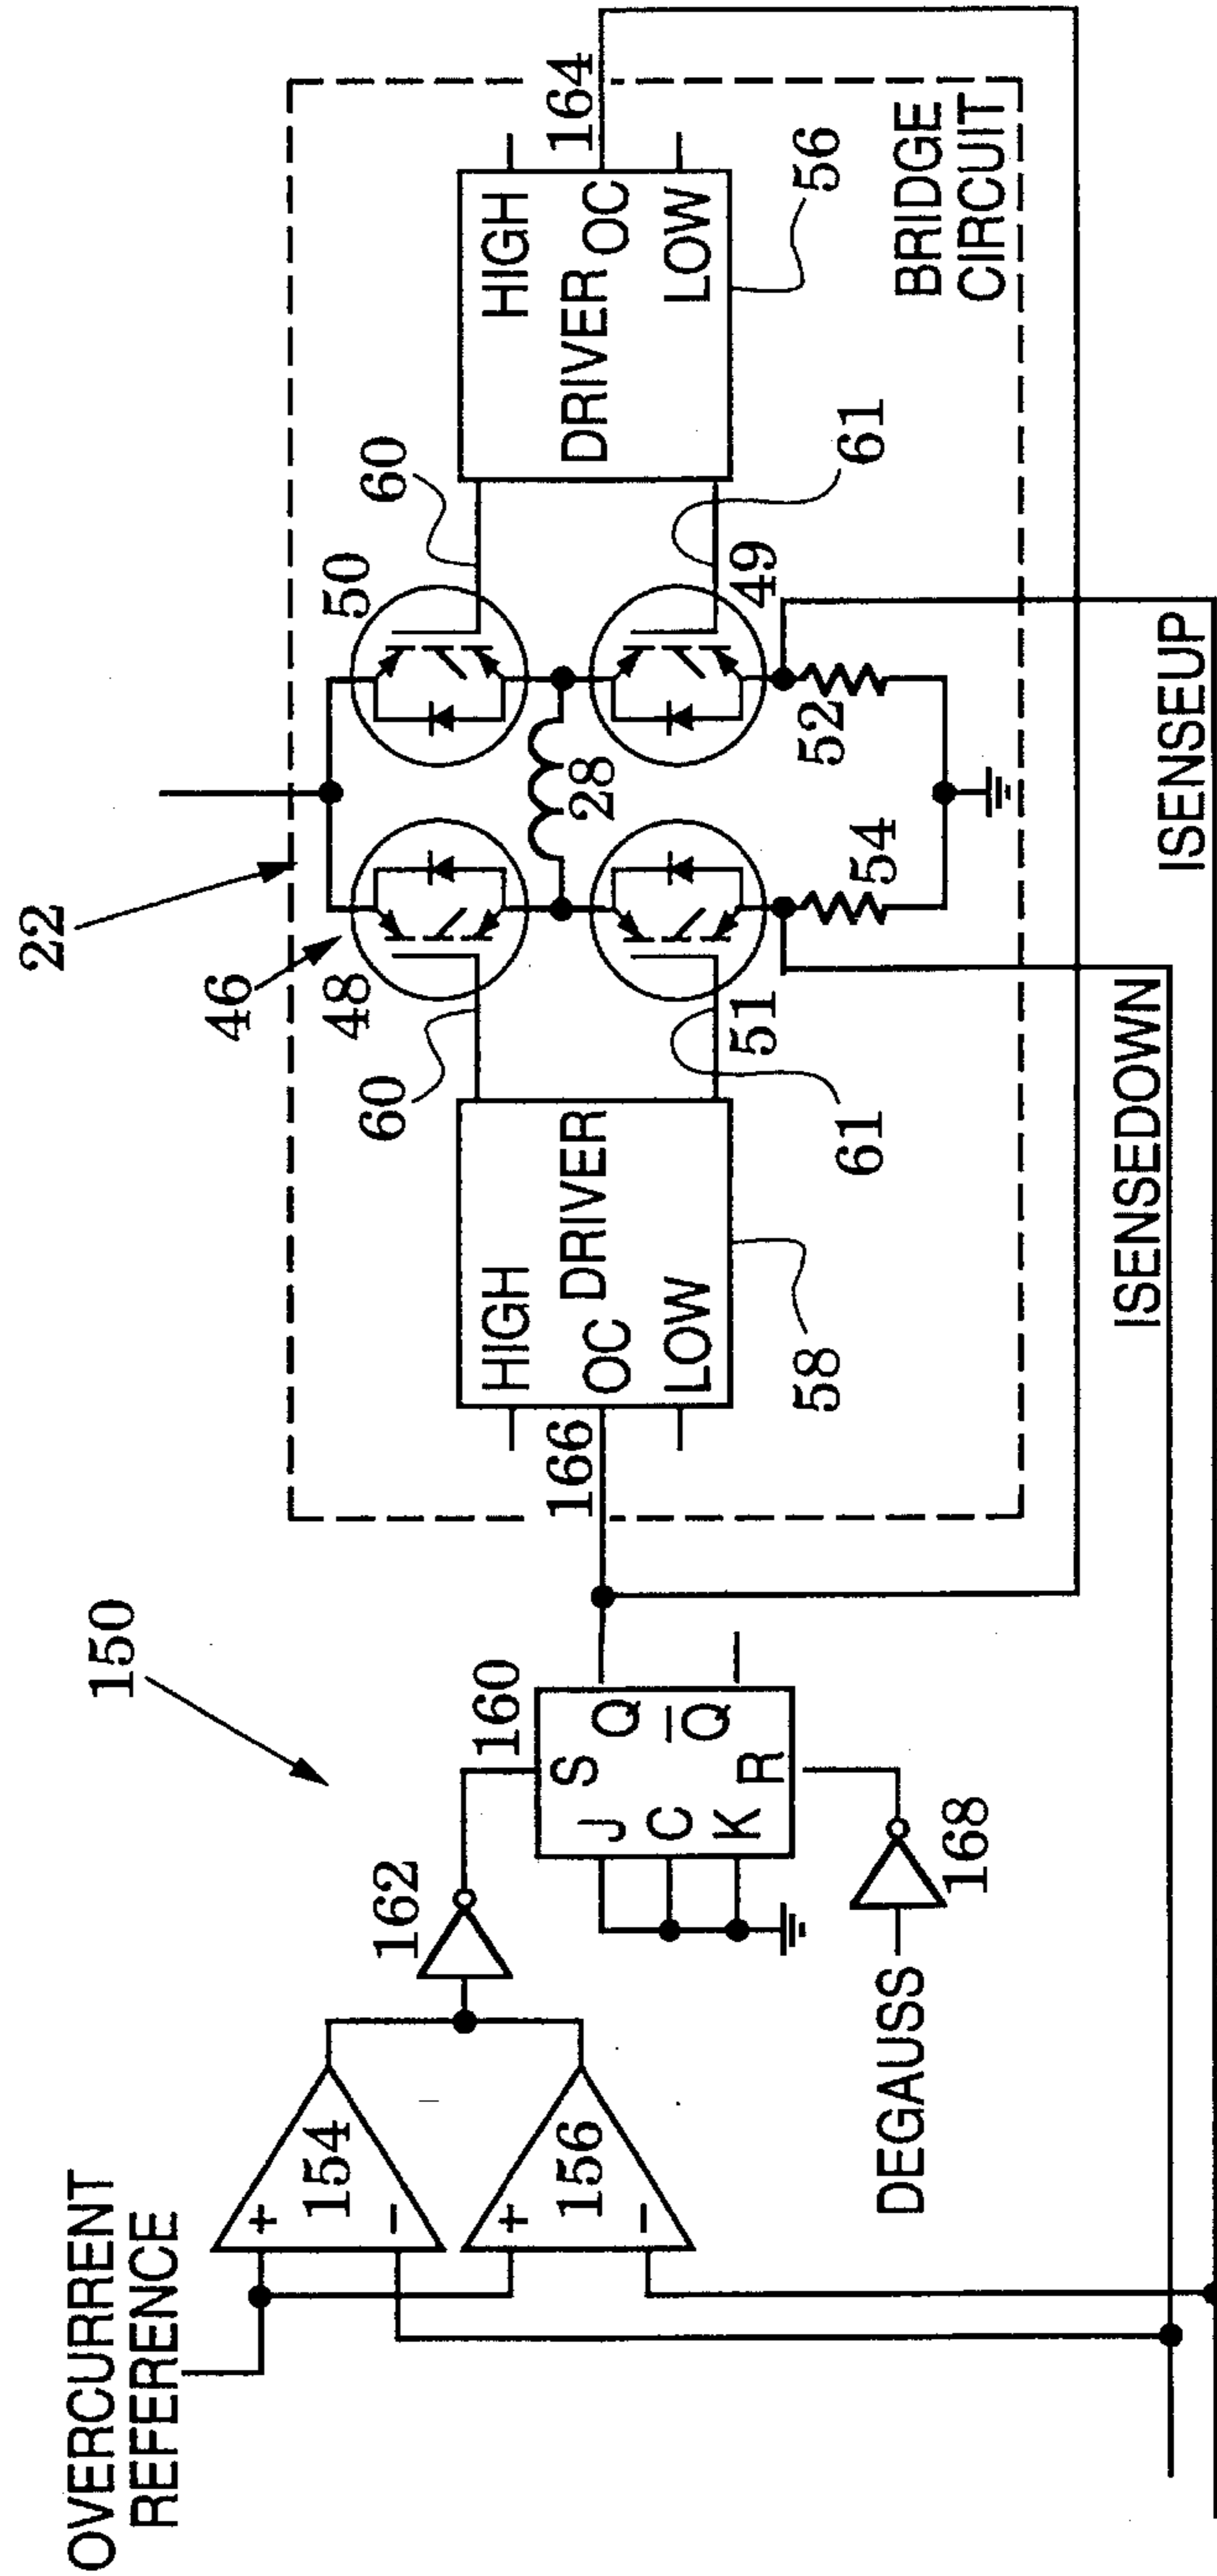 OVERCURRENT
REFERENCE
150
22
46
48
50
60
60
164
166
HIGH
OC
DRIVER
LOW
HIGH
DRIVER
OC
LOW
58
56
61
61
51
49
28
54
52
BRIDGE
CIRCUIT
+
154
-
+
156
-
162
160
S
J
Q
C
Q
K
R
168
DEGAUSS
ISENSEDOWN
ISENSEUP